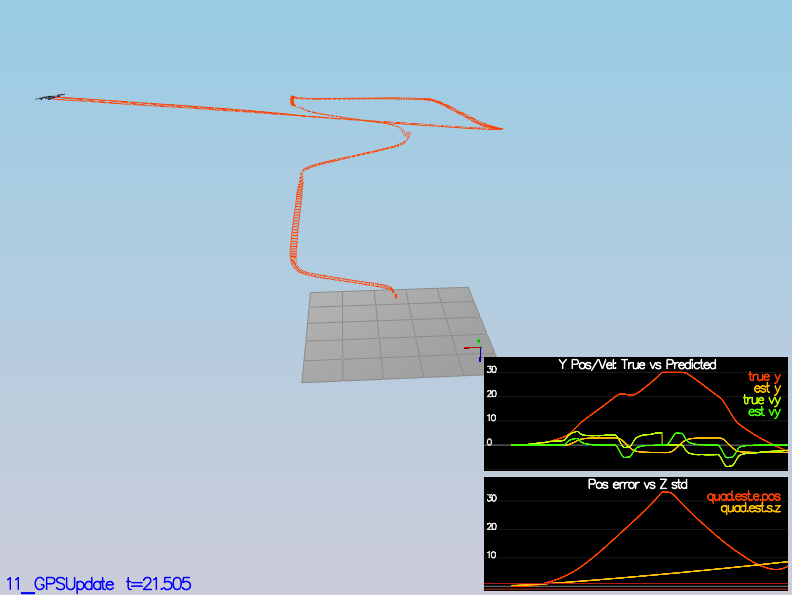 Y Pos/Vel: True vs Predicted
30
true y
est y
20
true vy
est vy
10
0
Pos error vs Z std
30
quad.est.e.pos
quad.est.s.z
20
10
11_GPSUpdate t=21.505